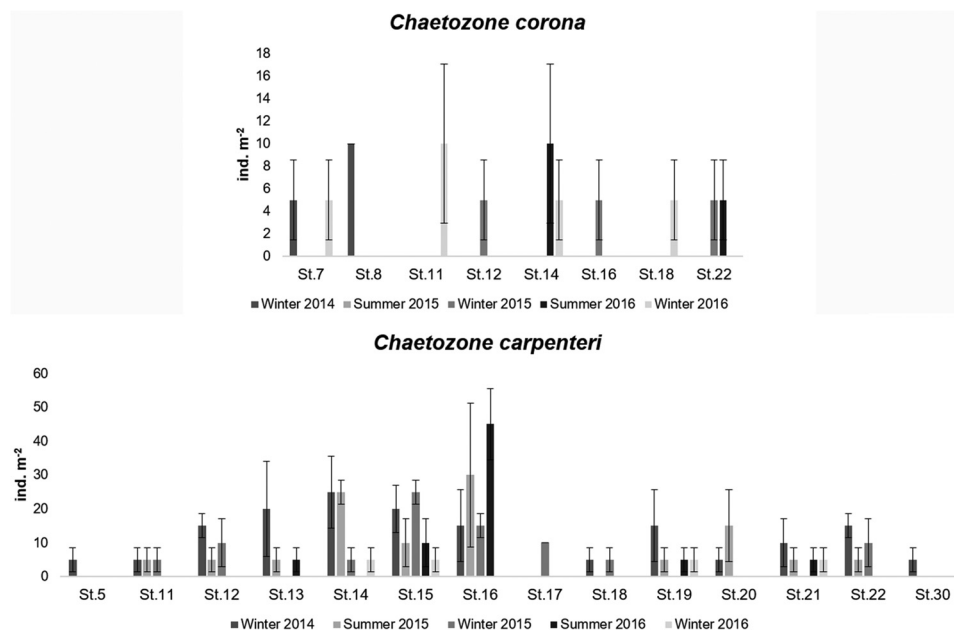 Chaetozone corona
ind. m-2
18
16
14
12
10
8
6
4
2
0
St.7 St.8 St.11 St.12 St.14 St.16 St.18 St.22
Winter 2014 Summer 2015 Winter 2015 Summer 2016 Winter 2016
Chaetozone carpenteri
ind. m-2
60
50
40
30
20
10
0
St.5 St.11 St.12 St.13 St.14 St.15 St.16 St.17 St.18 St.19 St.20 St.21 St.22 St.30
Winter 2014 Summer 2015 Winter 2015 Summer 2016 Winter 2016